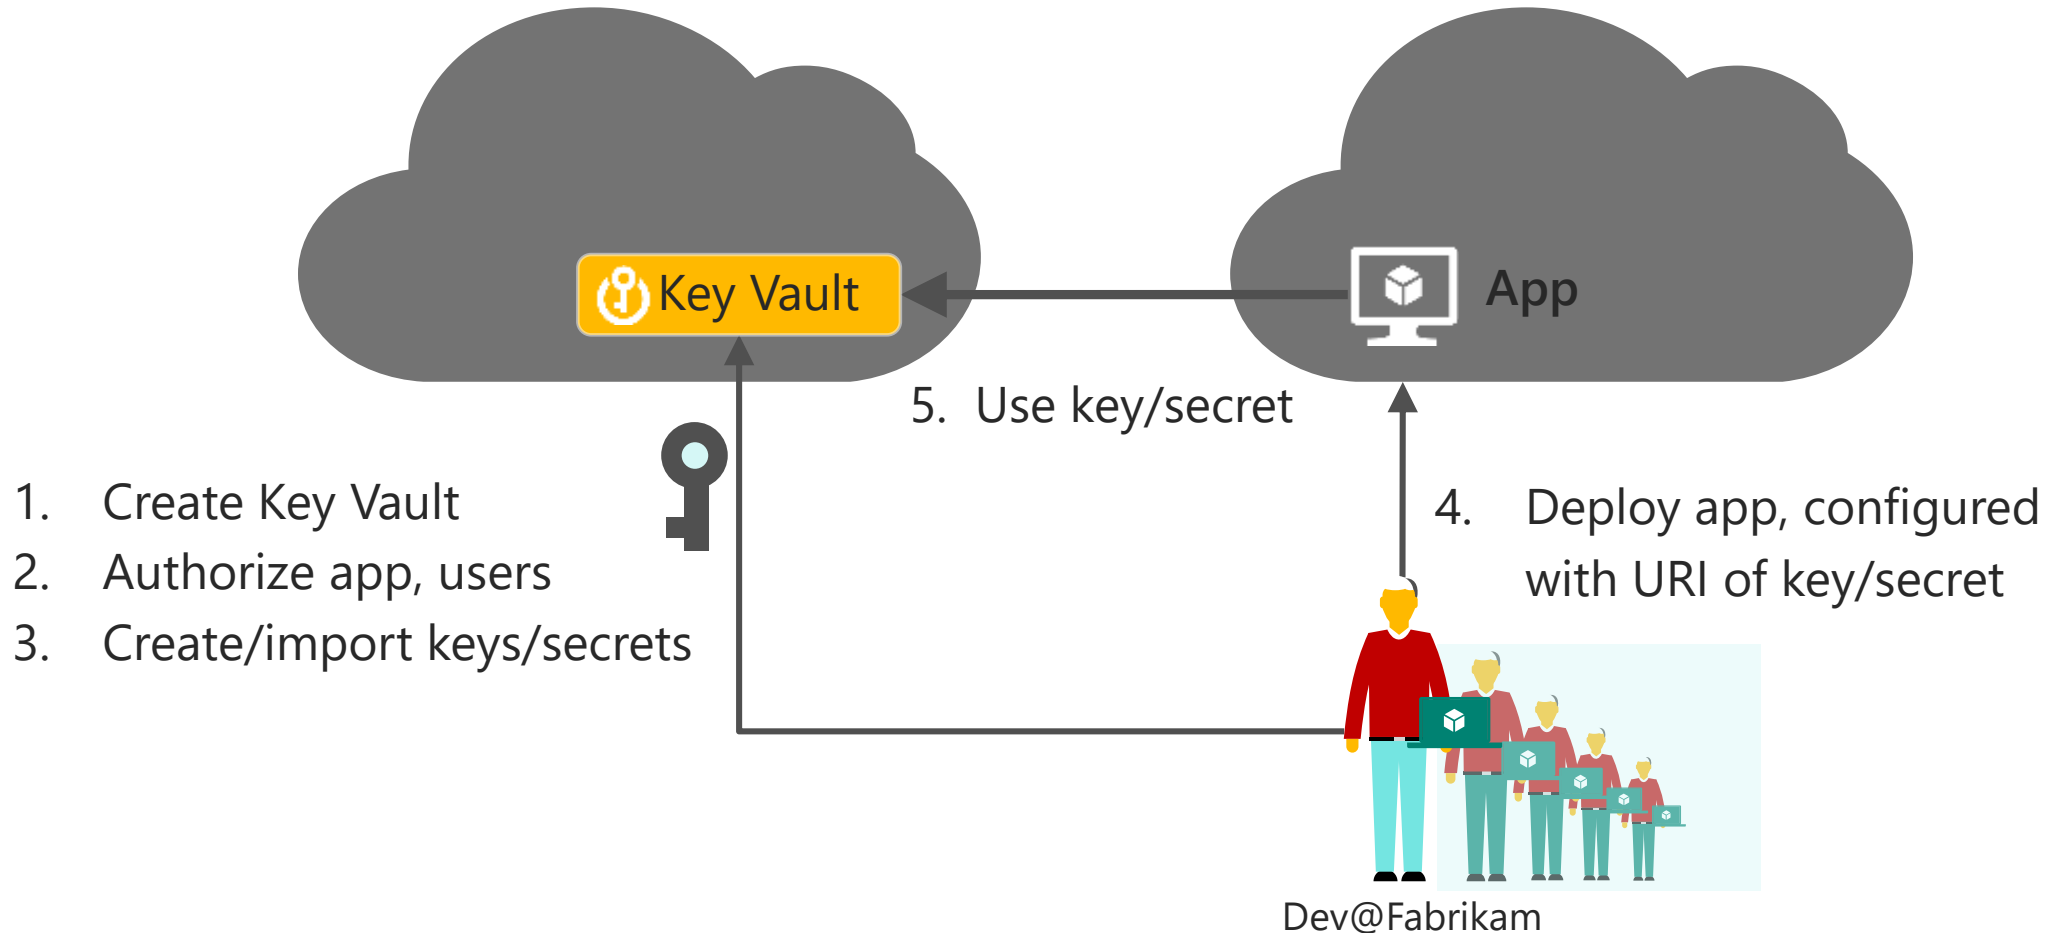 Key Vault
App
5. Use key/secret
1. Create Key Vault
2. Authorize app, users
3. Create/import keys/secrets
4. Deploy app, configured
with URI of key/secret
Dev@Fabrikam